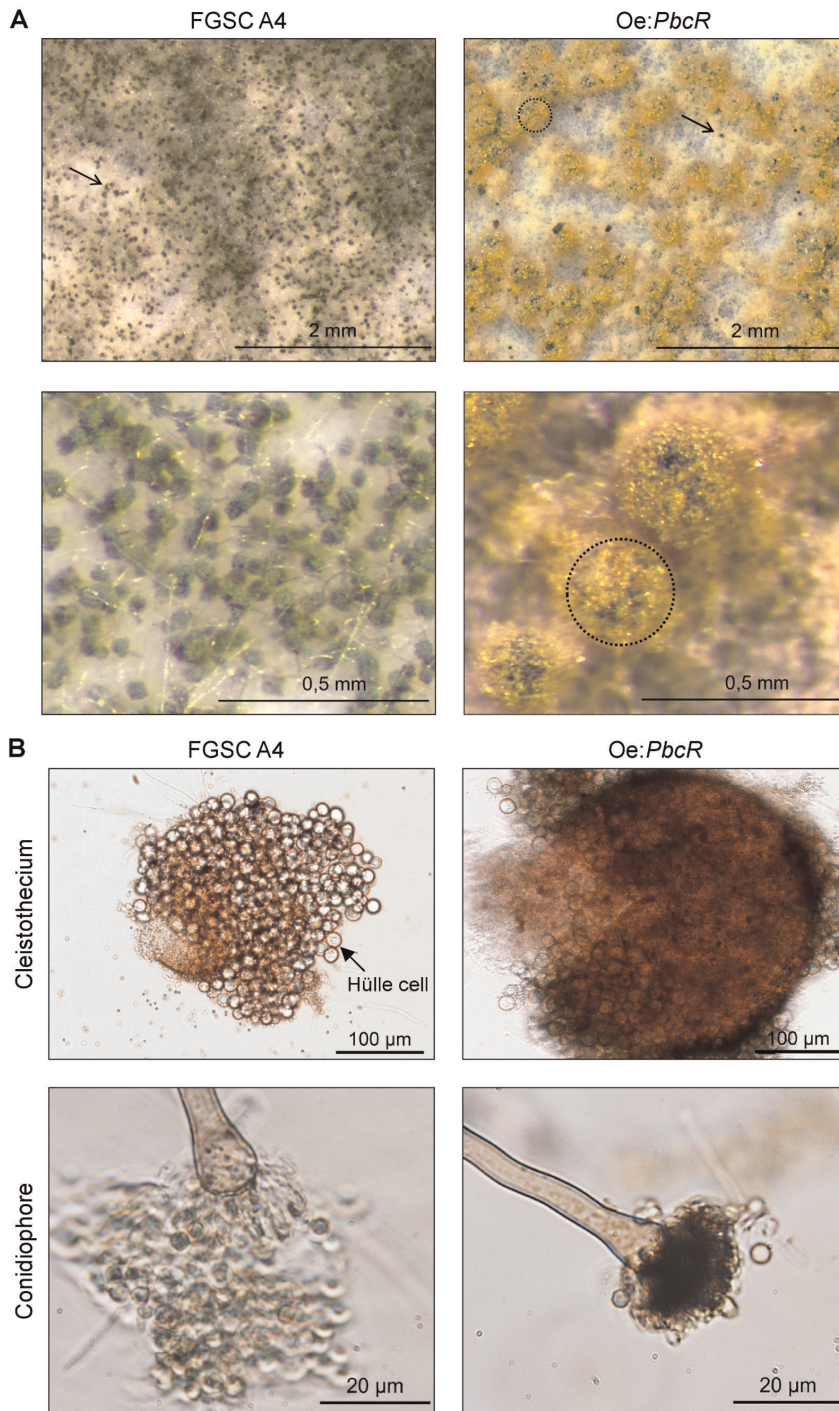 A
FGSC A4
Oe:PbcR
2 mm
2 mm
0,5 mm
0,5 mm
B
FGSC A4
Oe:PbcR
Cleistothecium
Hülle cell
100 µm
100 µm
Conidiophore
20 µm
20 µm